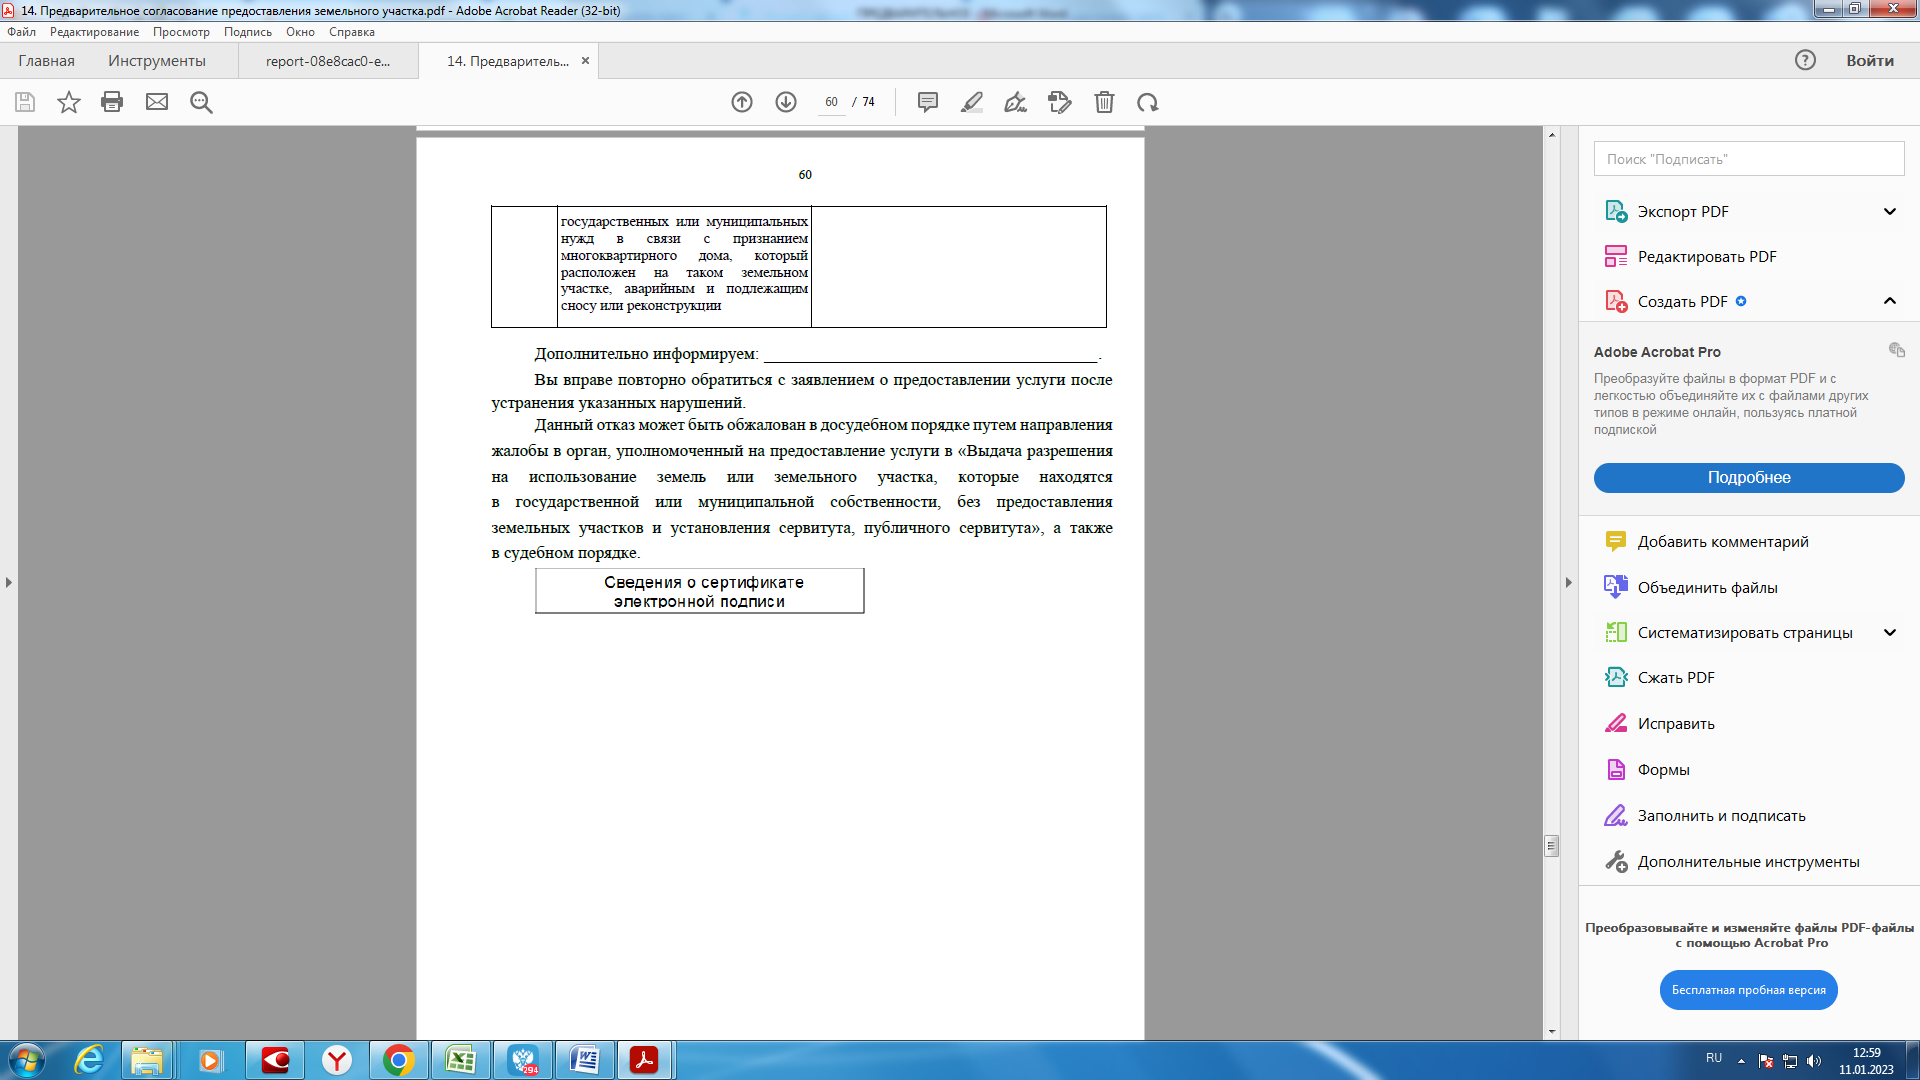 14. Предварительное согласование предоставления земельного участка.pdf - Adobe Acrobat Reader (32-bit)
Файл Редактирование Просмотр Подпись Окно Справка
Главная Инструменты report-08e8cac0-e... 14. Предваритель... × Войти
60 / 74
60
государственных или муниципальных
нужд в связи с признанием
многоквартирного дома, который
расположен на таком земельном
участке, аварийным и подлежащим
сносу или реконструкции
Дополнительно информируем: ________________________________________.
Вы вправе повторно обратиться с заявлением о предоставлении услуги после
устранения указанных нарушений.
Данный отказ может быть обжалован в досудебном порядке путем направления
жалобы в орган, уполномоченный на предоставление услуги в «Выдача разрешения
на использование земель или земельного участка, которые находятся
в государственной или муниципальной собственности, без предоставления
земельных участков и установления сервитута, публичного сервитута», а также
в судебном порядке.
Сведения о сертификате
электронной подписи
Поиск "Подписать"
Экспорт PDF
Редактировать PDF
Создать PDF
Adobe Acrobat Pro
Преобразуйте файлы в формат PDF и с
легкостью объединяйте их с файлами других
типов в режиме онлайн, пользуясь платной
подпиской
Подробнее
Добавить комментарий
Объединить файлы
Систематизировать страницы
Сжать PDF
Исправить
Формы
Заполнить и подписать
Дополнительные инструменты
Преобразовывайте и изменяйте файлы PDF-файлы
с помощью Acrobat Pro
Бесплатная пробная версия
294
RU
12:59
11.01.2023